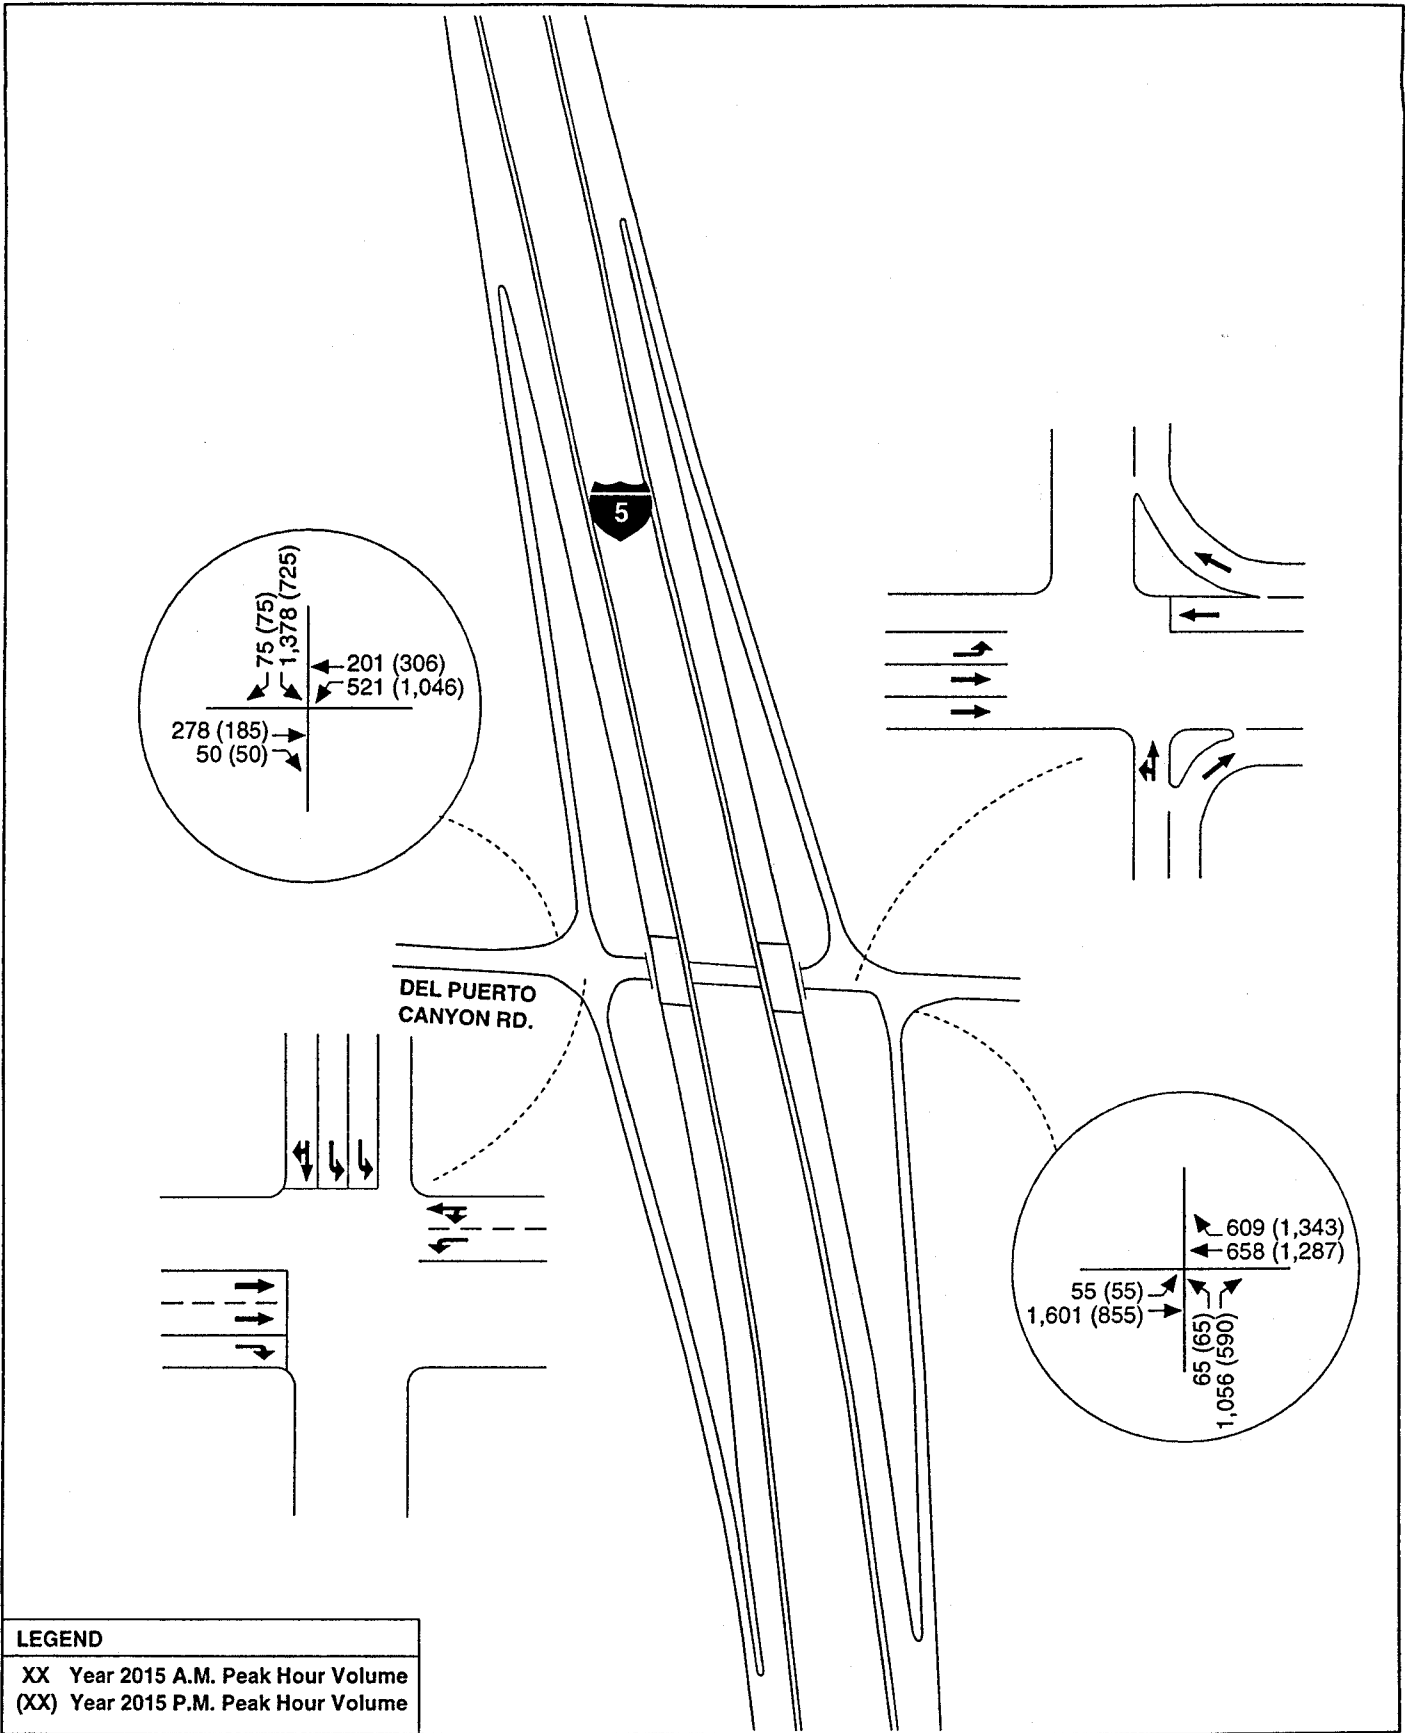 5
75 (75)
1,378 (725)
201 (306)
521 (1,046)
278 (185)
50 (50)
DEL PUERTO
CANYON RD.
609 (1,343)
658 (1,287)
55 (55)
1,601 (855)
65 (65)
1,056 (590)
LEGEND
XX Year 2015 A.M. Peak Hour Volume
(XX) Year 2015 P.M. Peak Hour Volume